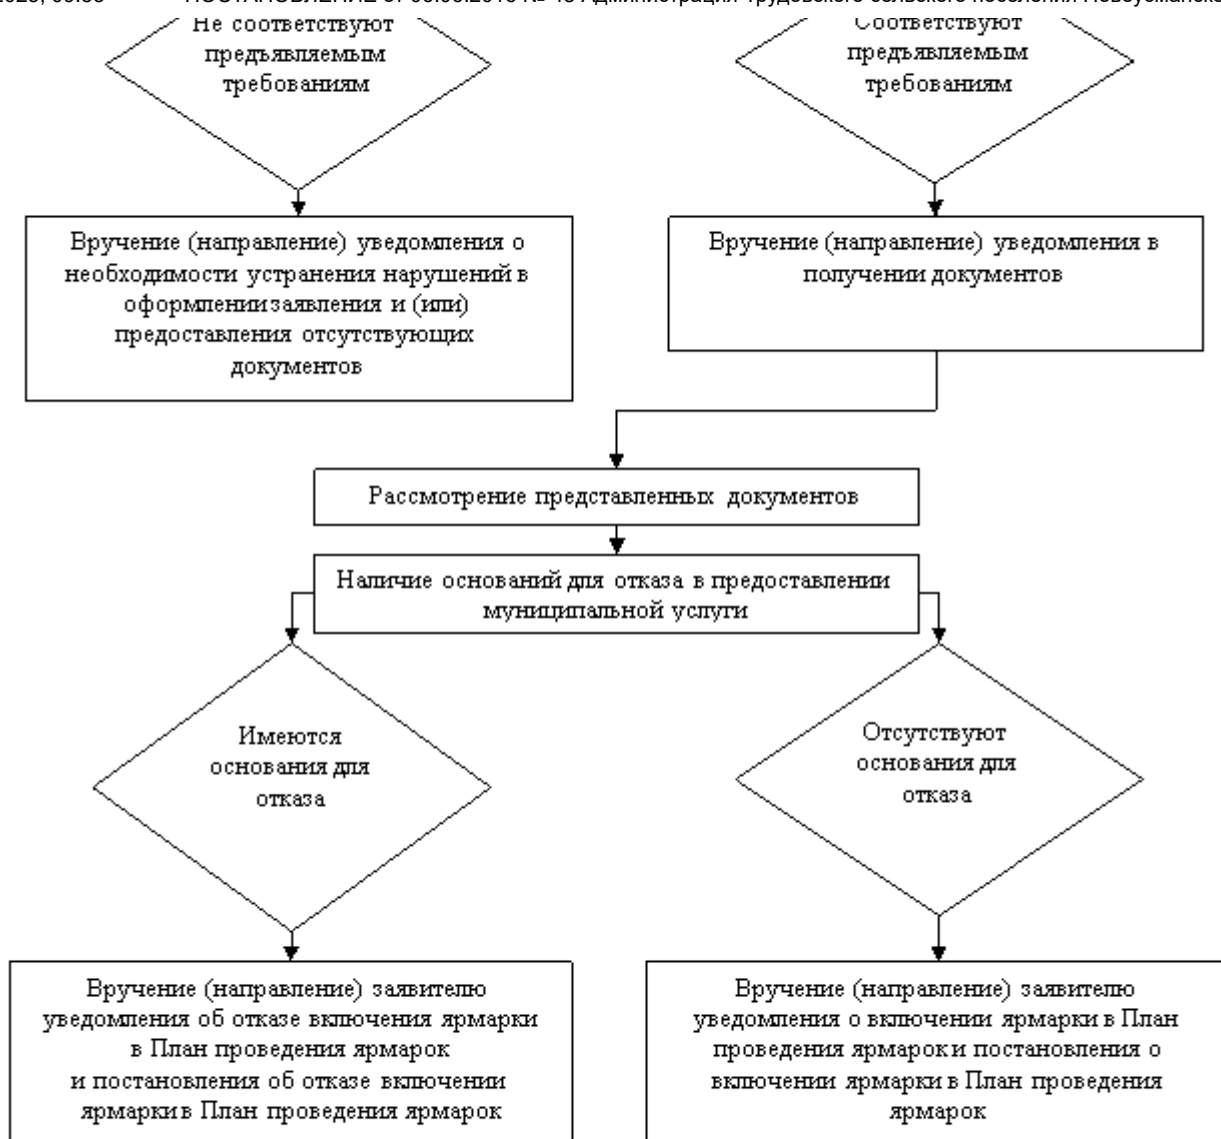 Не соответствуют
предъявляемым
требованиям
Соответствуют
предъявляемым
требованиям
Вручение (направление) уведомления о
необходимости устранения нарушений в
оформлении заявления и (или)
предоставления отсутствующих
документов
Вручение (направление) уведомления в
получении документов
Рассмотрение представленных документов
Наличие оснований для отказа в предоставлении
муниципальной услуги
Имеются
основания для
отказа
Отсутствуют
основания для
отказа
Вручение (направление) заявителю
уведомления об отказе включения ярмарки
в План проведения ярмарок
и постановления об отказе включении
ярмарки в План проведения ярмарок
Вручение (направление) заявителю
уведомления о включении ярмарки в План
проведения ярмарок и постановления о
включении ярмарки в План проведения
ярмарок